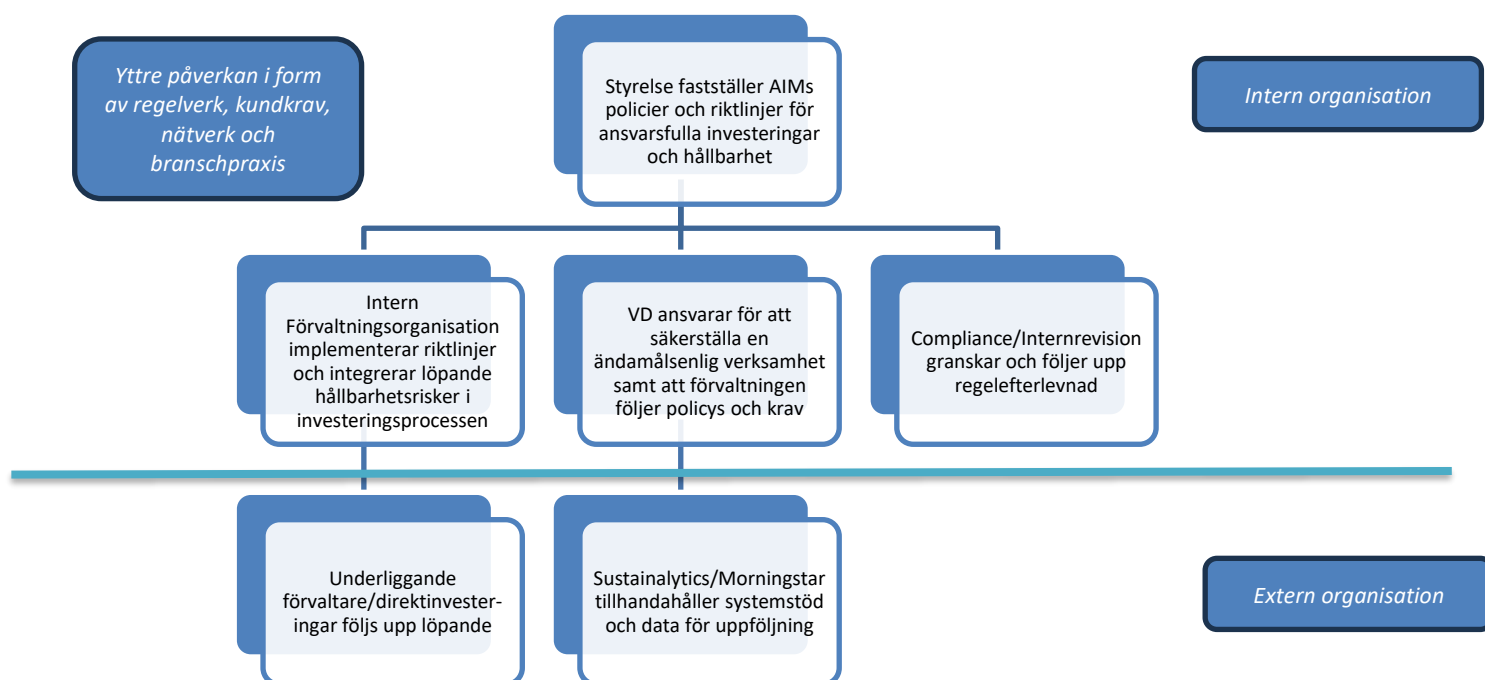 Yttre påverkan i form
av regelverk, kundkrav,
nätverk och
branschpraxis
Styrelse fastställer AIMs
policier och riktlinjer för
ansvarsfulla investeringar
och hållbarhet
Intern organisation
Intern
Förvaltningsorganisation
implementerar riktlinjer
och integrerar löpande
hållbarhetsrisker i
investeringsprocessen
VD ansvarar för att
säkerställa en
ändamålsenlig verksamhet
samt att förvaltningen
följer policys och krav
Compliance/Internrevision
granskar och följer upp
regelefterlevnad
Underliggande
förvaltare/direktinvester-
ingar följs upp löpande
Sustainalytics/Morningstar
tillhandahåller systemstöd
och data för uppföljning
Extern organisation